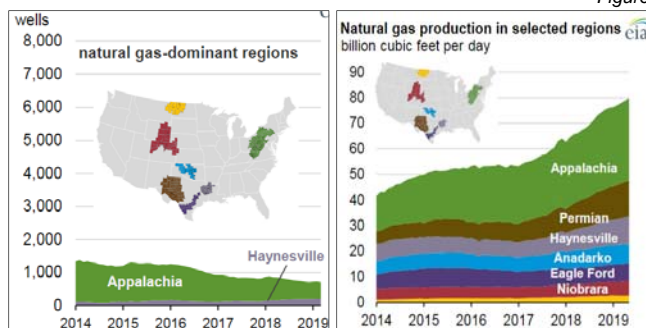 Figure
wells
natural gas-dominant regions
8,000
7,000
6,000
5,000
4,000
3,000
2,000
1,000
0
Haynesville
Appalachia
2014 2015 2016 2017 2018 2019
Natural gas production in selected regions
eia
billion cubic feet per day
90
80
70
60
50
40
30
20
10
0
Appalachia
Permian
Haynesville
Anadarko
Eagle Ford
Niobrara
2014 2015 2016 2017 2018 2019